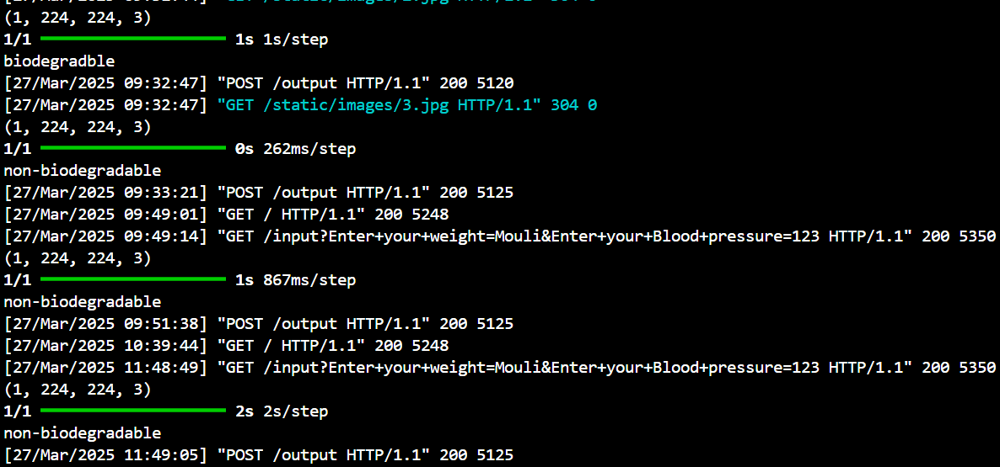 (1, 224, 224, 3)
1/1 1s 1s/step
biodegradble
[27/Mar/2025 09:32:47] "POST /output HTTP/1.1" 200 5120
[27/Mar/2025 09:32:47] "GET /static/images/3.jpg HTTP/1.1" 304 0
(1, 224, 224, 3)
1/1 0s 262ms/step
non-biodegradable
[27/Mar/2025 09:33:21] "POST /output HTTP/1.1" 200 5125
[27/Mar/2025 09:49:01] "GET / HTTP/1.1" 200 5248
[27/Mar/2025 09:49:14] "GET /input?Enter+your+weight=Mouli&Enter+your+Blood+pressure=123 HTTP/1.1" 200 5350
(1, 224, 224, 3)
1/1 1s 867ms/step
non-biodegradable
[27/Mar/2025 09:51:38] "POST /output HTTP/1.1" 200 5125
[27/Mar/2025 10:39:44] "GET / HTTP/1.1" 200 5248
[27/Mar/2025 11:48:49] "GET /input?Enter+your+weight=Mouli&Enter+your+Blood+pressure=123 HTTP/1.1" 200 5350
(1, 224, 224, 3)
1/1 2s 2s/step
non-biodegradable
[27/Mar/2025 11:49:05] "POST /output HTTP/1.1" 200 5125